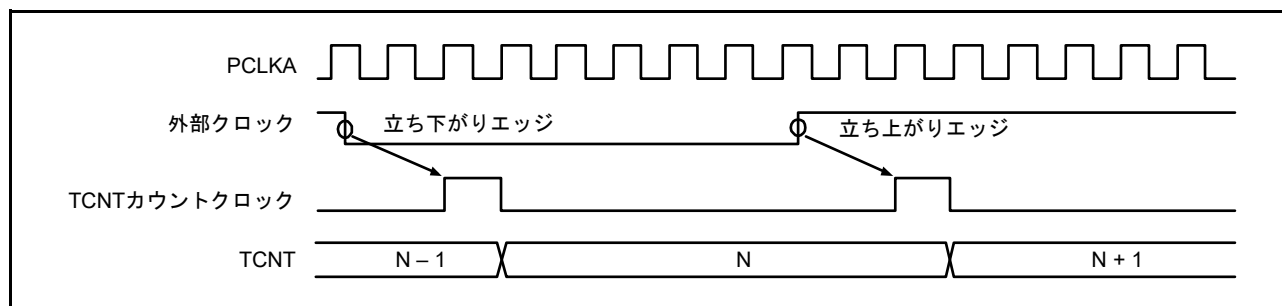 PCLKA
外部クロック
立ち下がりエッジ
立ち上がりエッジ
TCNTカウントクロック
TCNT
N – 1
N
N + 1